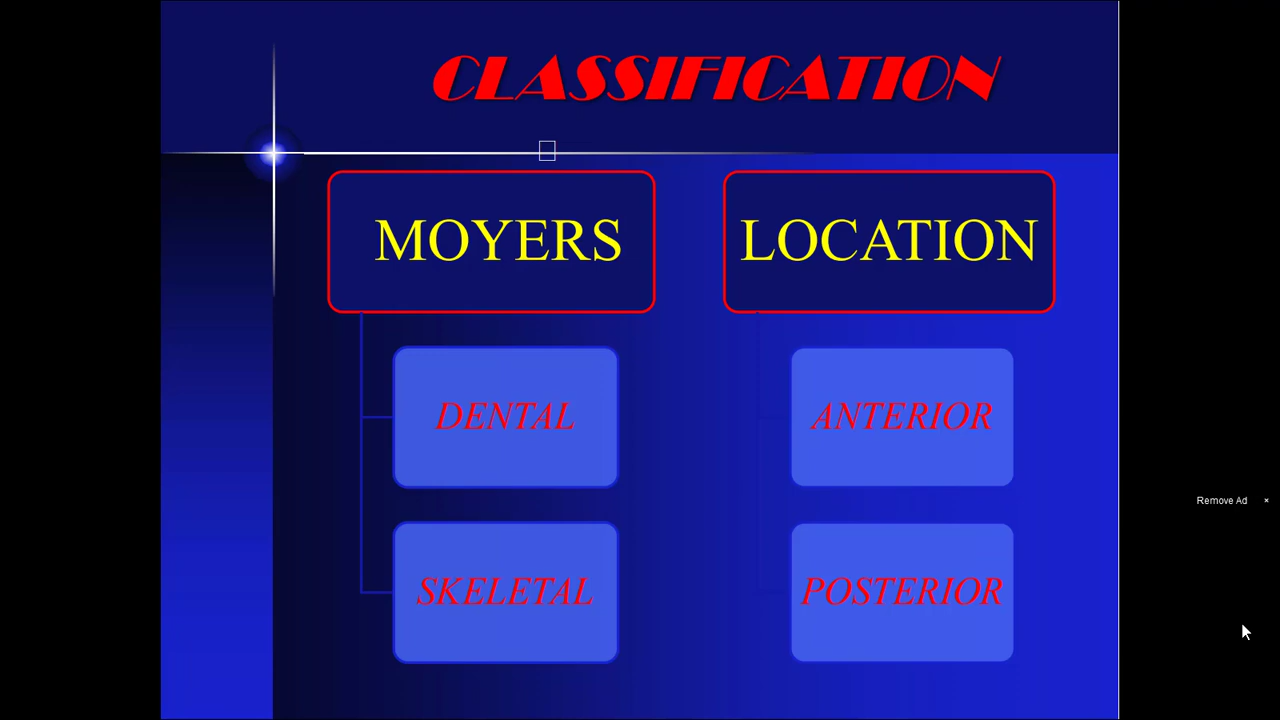 CLASSIFICATION
MOYERS
DENTAL
SKELETAL
LOCATION
ANTERIOR
POSTERIOR
Remove Ad ×